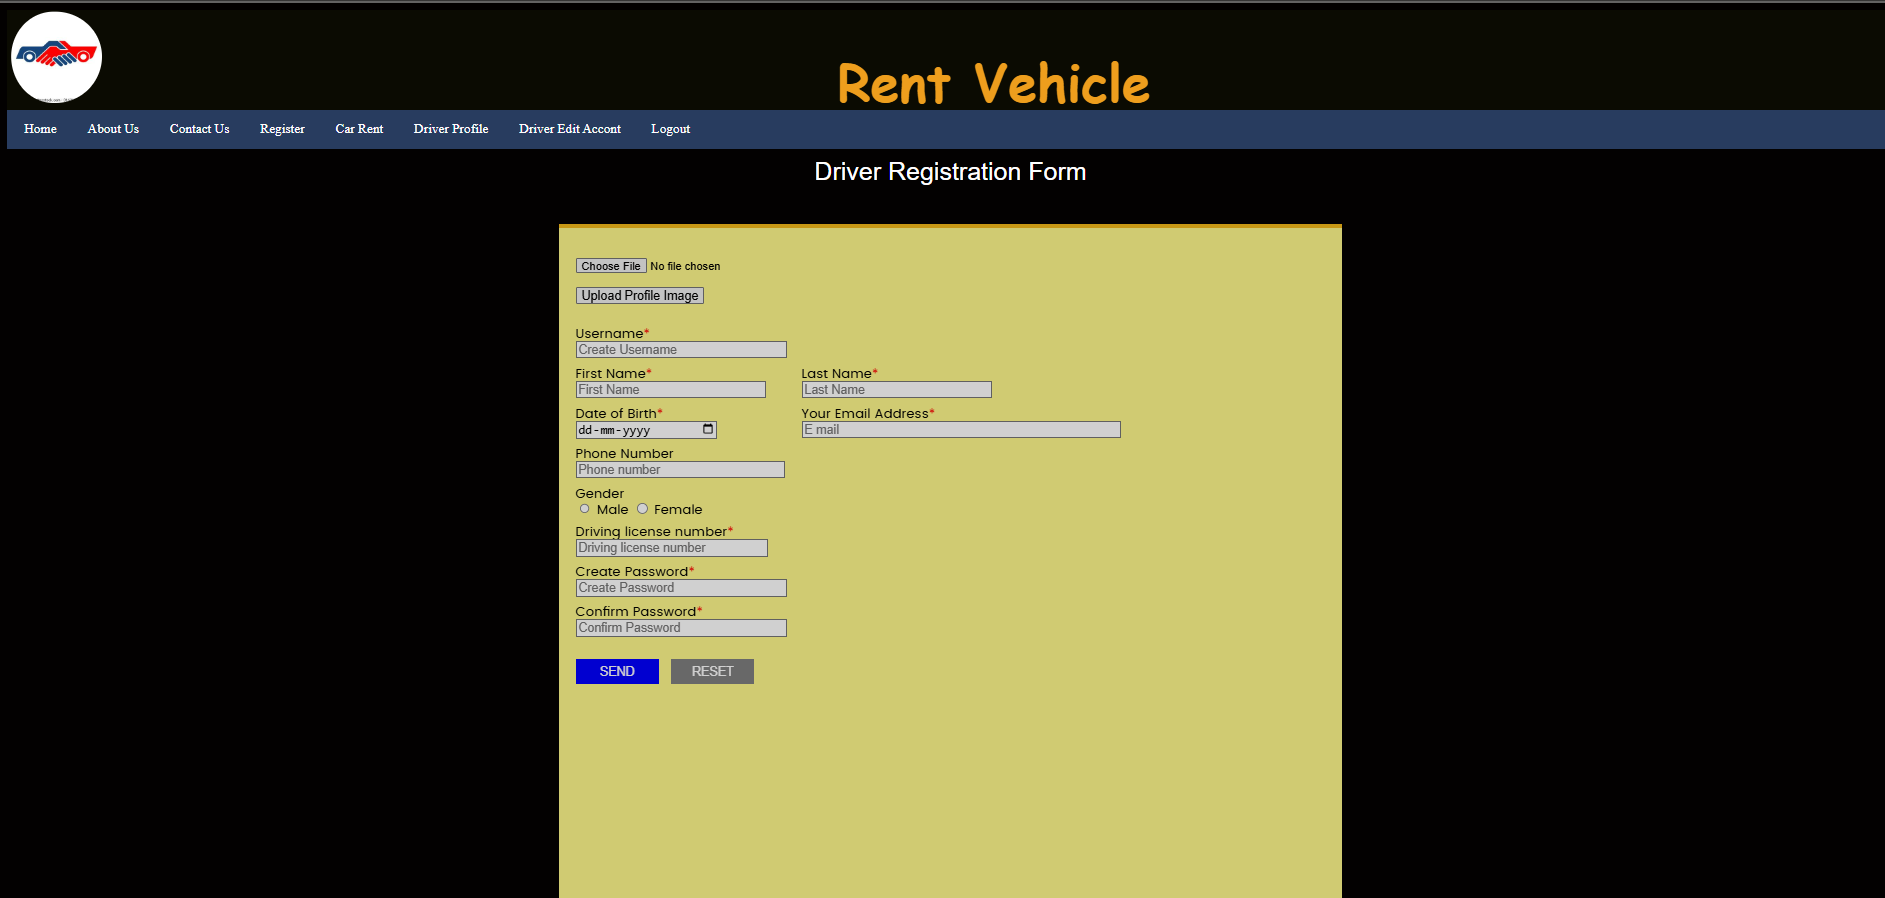 Rent Vehicle
Home About Us Contact Us Register Car Rent Driver Profile Driver Edit Accont Logout
Driver Registration Form
Choose File No file chosen
Upload Profile Image
Username*
Create Username
First Name* Last Name*
First Name Last Name
Date of Birth* Your Email Address*
dd-mm-yyyy E mail
Phone Number
Phone number
Gender
Male Female
Driving license number*
Driving license number
Create Password*
Create Password
Confirm Password*
Confirm Password
SEND RESET